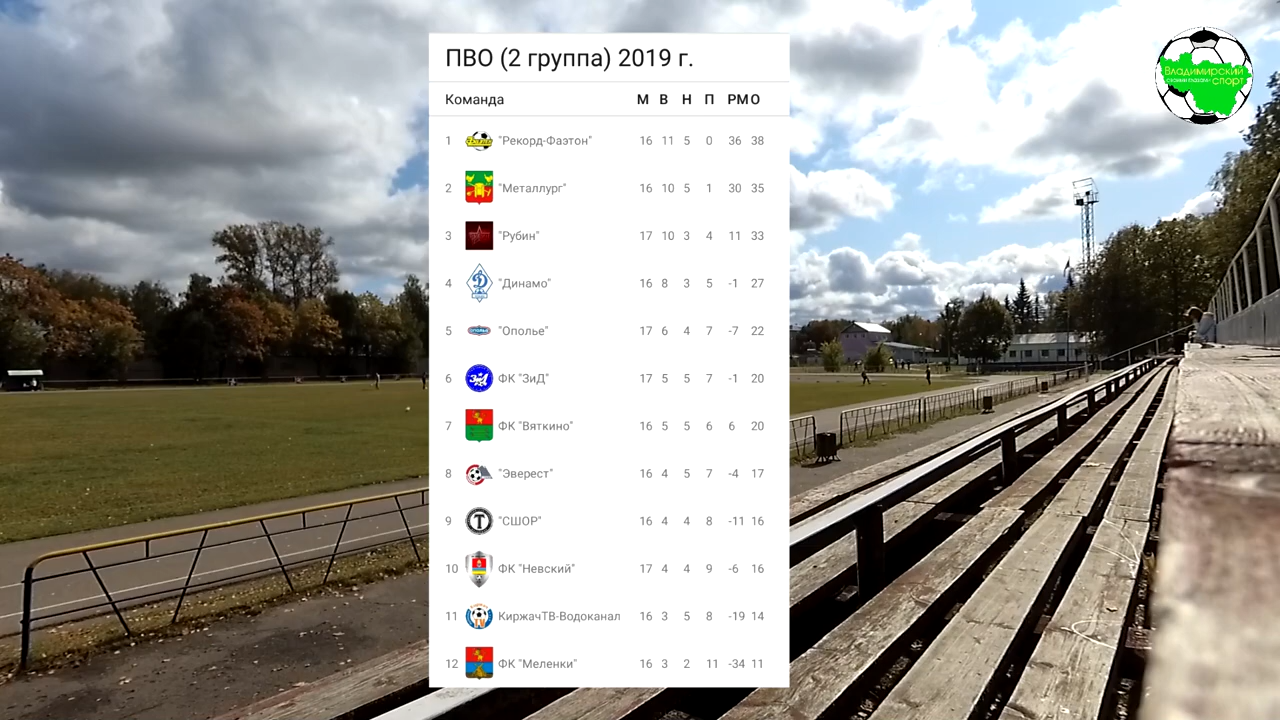 ПВО (2 группа) 2019 г.
Команда М В Н П РМ О
1 "Рекорд-Фаэтон" 16 11 5 0 36 38
2 "Металлург" 16 10 5 1 30 35
3 "Рубин" 17 10 3 4 11 33
4 "Динамо" 16 8 3 5 -1 27
5 "Ополье" 17 6 4 7 -7 22
6 ФК "ЗиД" 17 5 5 7 -1 20
7 ФК "Вяткино" 16 5 5 6 6 20
8 "Эверест" 16 4 5 7 -4 17
9 "СШОР" 16 4 4 8 -11 16
10 ФК "Невский" 17 4 4 9 -6 16
11 КиржачТВ-Водоканал 16 3 5 8 -19 14
12 ФК "Меленки" 16 3 2 11 -34 11
Владимирский
своими глазами спорт